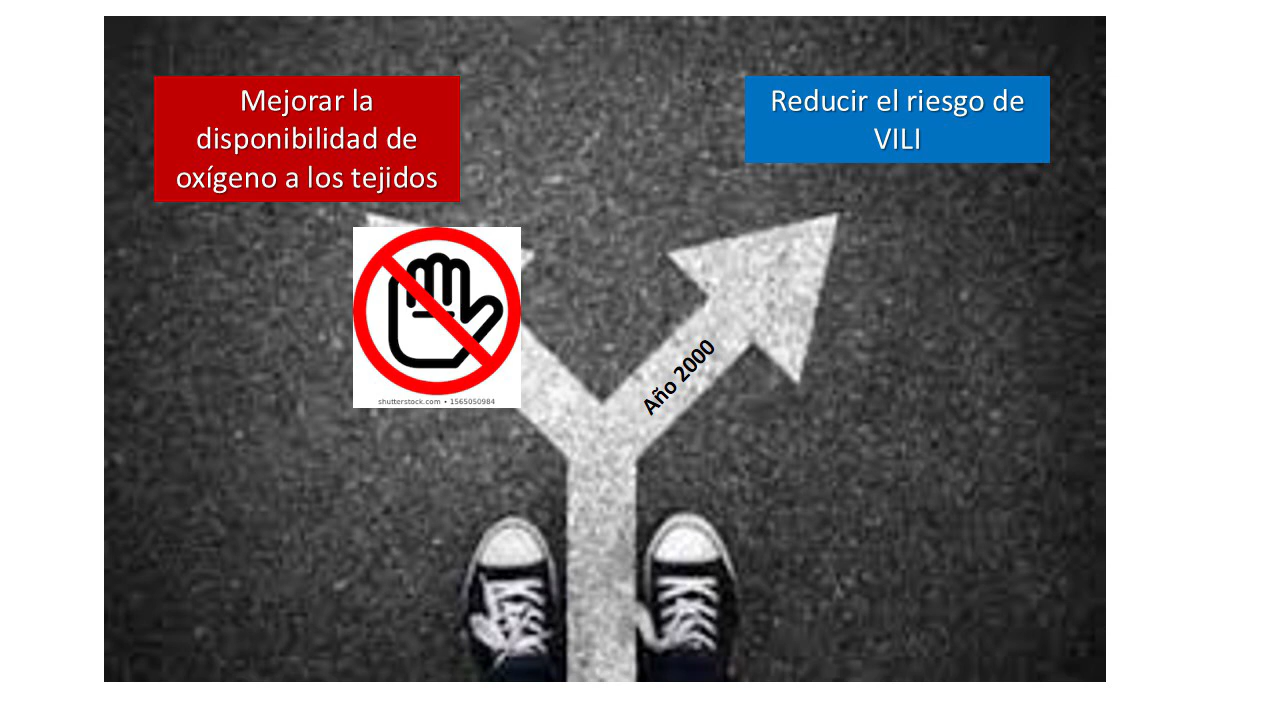 Mejorar la
disponibilidad de
oxígeno a los tejidos
Reducir el riesgo de
VILI
Año 2000
shutterstock.com • 1565050984